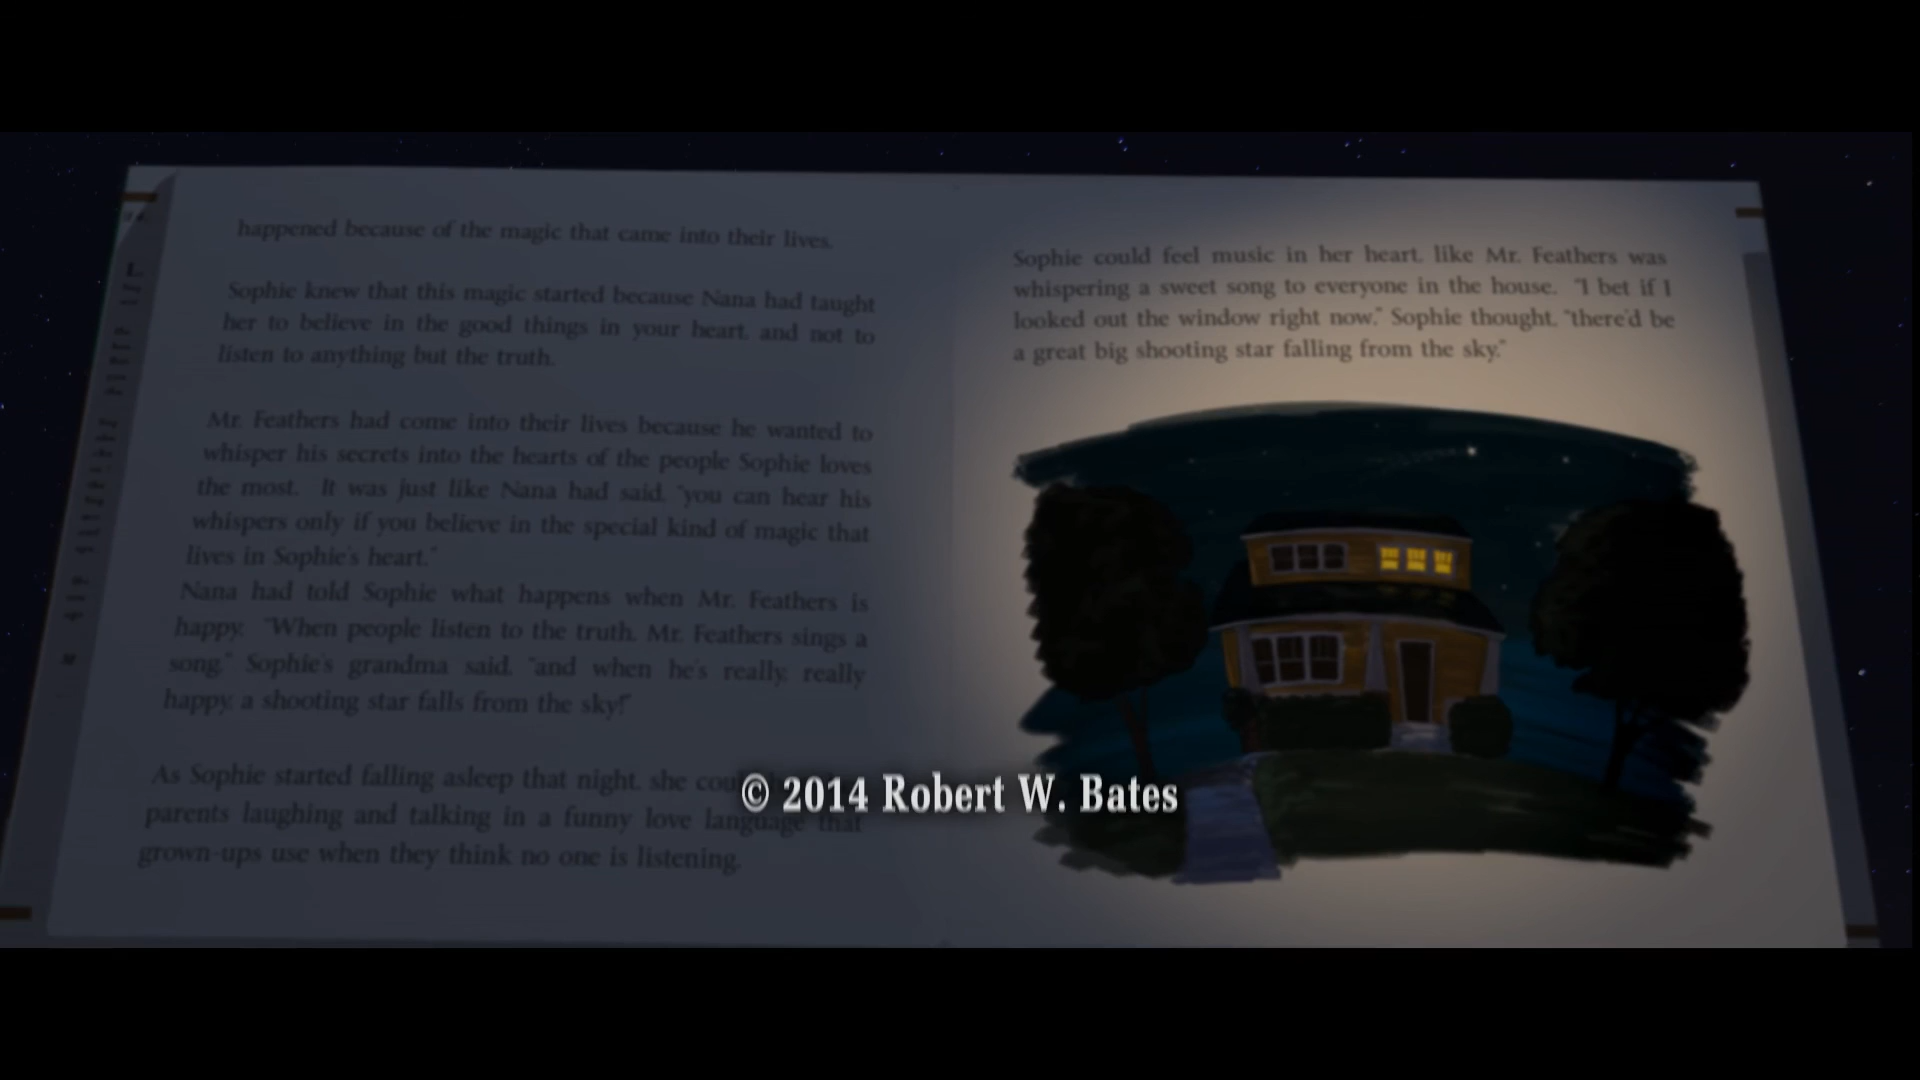 happened because of the magic that came into their lives.
Sophie knew that this magic started because Nana had taught
her to believe in the good things in your heart, and not to
listen to anything but the truth.
Mr. Feathers had come into their lives because he wanted to
whisper his secrets into the hearts of the people Sophie loves
the most. It was just like Nana had said, "you can hear his
whispers only if you believe in the special kind of magic that
lives in Sophie's heart."
Nana had told Sophie what happens when Mr. Feathers is
happy. "When people listen to the truth, Mr. Feathers sings a
song," Sophie's grandma said, "and when he's really, really
happy, a shooting star falls from the sky!"
As Sophie started falling asleep that night, she
parents laughing and talking in a funny love language that
grown-ups use when they think no one is listening.
Sophie could feel music in her heart, like Mr. Feathers was
whispering a sweet song to everyone in the house. "I bet if I
looked out the window right now," Sophie thought, "there'd be
a great big shooting star falling from the sky."
© 2014 Robert W. Bates